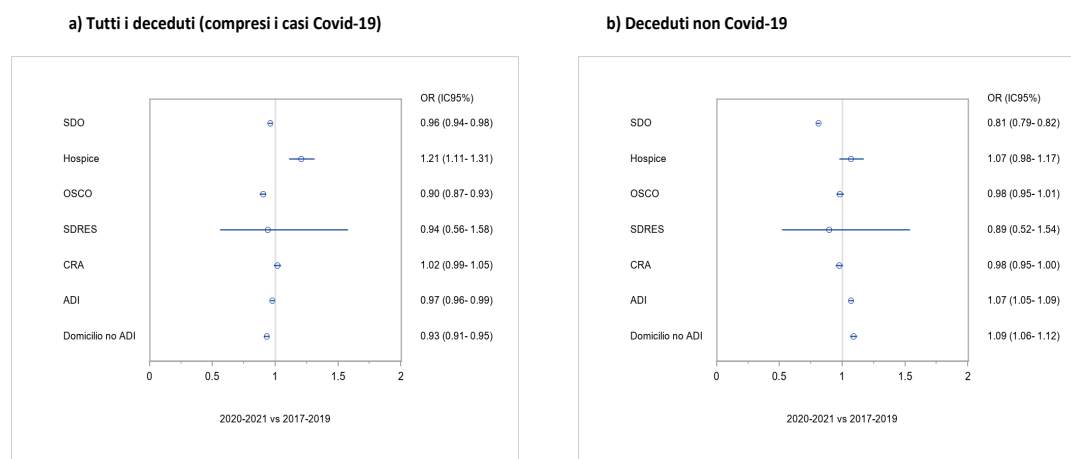 a) Tutti i deceduti (compresi i casi Covid-19)
OR (IC95%)
SDO 0.96 (0.94- 0.98)
Hospice 1.21 (1.11- 1.31)
OSCO 0.90 (0.87- 0.93)
SDRES 0.94 (0.56- 1.58)
CRA 1.02 (0.99- 1.05)
ADI 0.97 (0.96- 0.99)
Domicilio no ADI 0.93 (0.91- 0.95)
0 0.5 1 1.5 2
2020-2021 vs 2017-2019
b) Deceduti non Covid-19
OR (IC95%)
SDO 0.81 (0.79- 0.82)
Hospice 1.07 (0.98- 1.17)
OSCO 0.98 (0.95- 1.01)
SDRES 0.89 (0.52- 1.54)
CRA 0.98 (0.95- 1.00)
ADI 1.07 (1.05- 1.09)
Domicilio no ADI 1.09 (1.06- 1.12)
0 0.5 1 1.5 2
2020-2021 vs 2017-2019